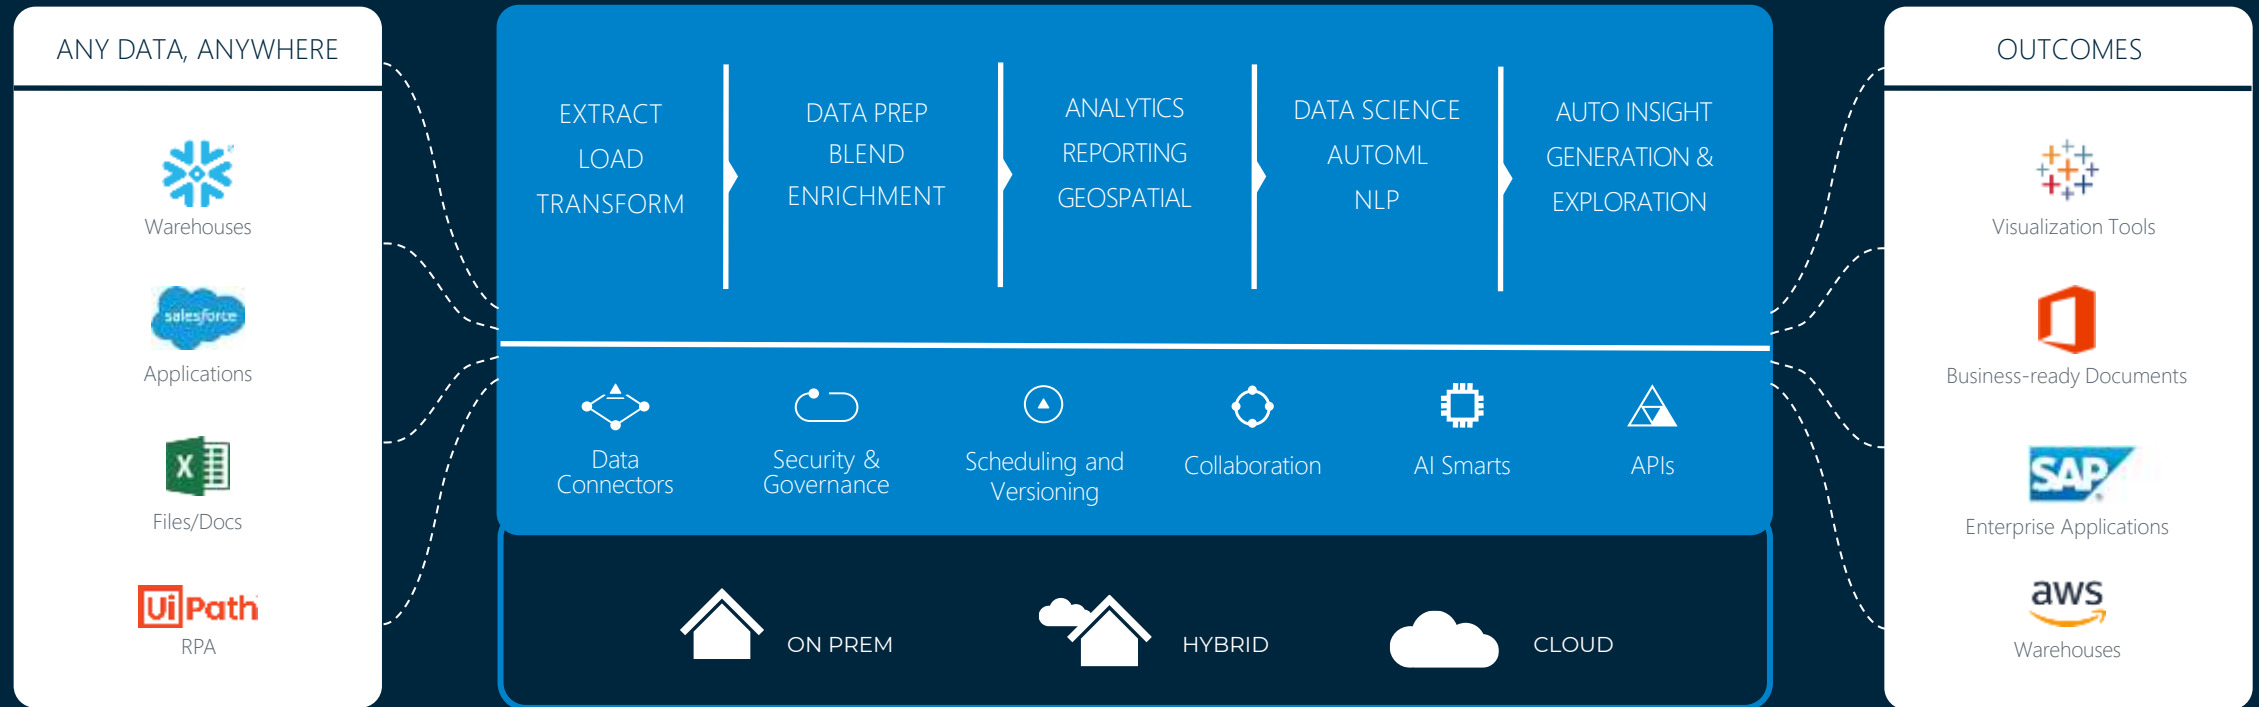 ANY DATA, ANYWHERE
Warehouses
salesforce
Applications
X
Files/Docs
UiPath
RPA
EXTRACT
LOAD
TRANSFORM
DATA PREP
BLEND
ENRICHMENT
ANALYTICS
REPORTING
GEOSPATIAL
DATA SCIENCE
AUTOML
NLP
AUTO INSIGHT
GENERATION &
EXPLORATION
Data
Connectors
Security &
Governance
Scheduling and
Versioning
Collaboration
AI Smarts
APIs
ON PREM
HYBRID
CLOUD
OUTCOMES
Visualization Tools
Business-ready Documents
SAP
Enterprise Applications
aws
Warehouses